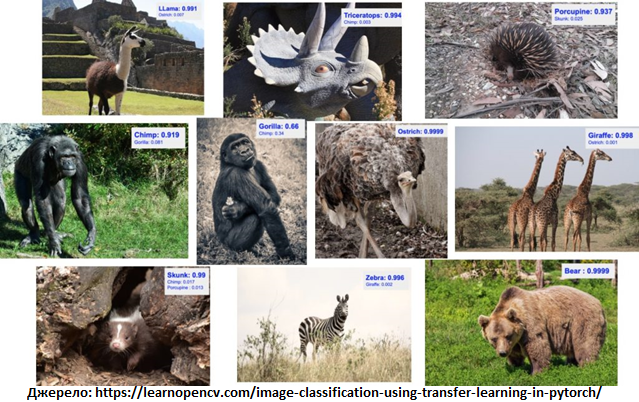 LLama: 0.991
Ostrich: 0.007
Triceratops: 0.994
Chimp: 0.003
Porcupine: 0.937
Skunk: 0.025
Chimp: 0.919
Gorilla: 0.081
Gorilla: 0.66
Chimp: 0.34
Ostrich: 0.9999
Giraffe: 0.998
Ostrich: 0.001
Skunk: 0.99
Chimp: 0.017
Porcupine : 0.013
Zebra: 0.996
Giraffe: 0.002
Bear : 0.9999
Джерело: https://learnopencv.com/image-classification-using-transfer-learning-in-pytorch/